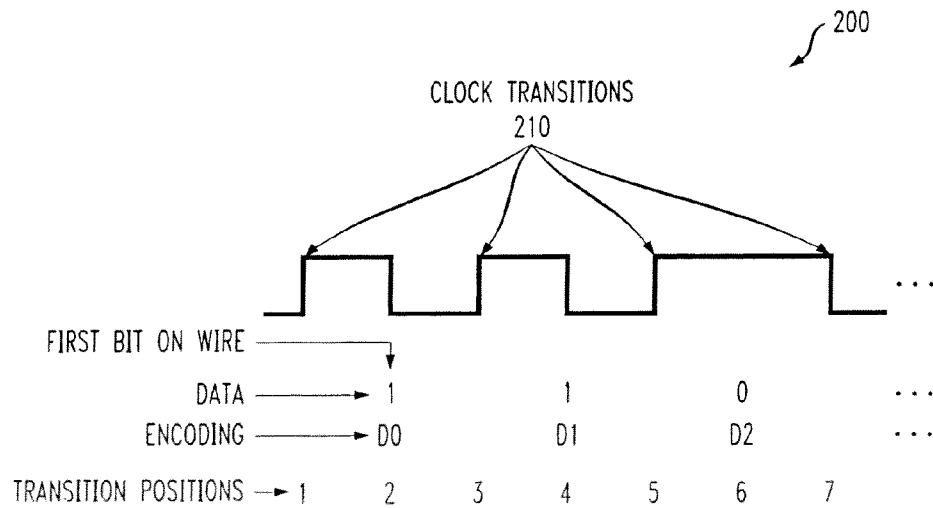 200
CLOCK TRANSITIONS
210
...
FIRST BIT ON WIRE
DATA 1 1 0 ...
ENCODING D0 D1 D2 ...
TRANSITION POSITIONS 1 2 3 4 5 6 7